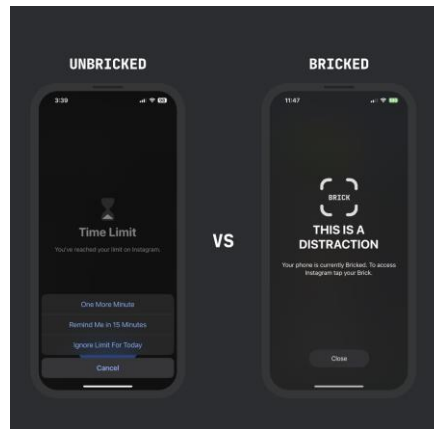 UNBRICKED
BRICKED
VS
3:39
Time Limit
You've reached your limit on Instagram.
One More Minute
Remind Me in 15 Minutes
Ignore Limit For Today
Cancel
11:47
BRICK
THIS IS A
DISTRACTION
Your phone is currently Bricked. To access
Instagram tap your Brick.
Close